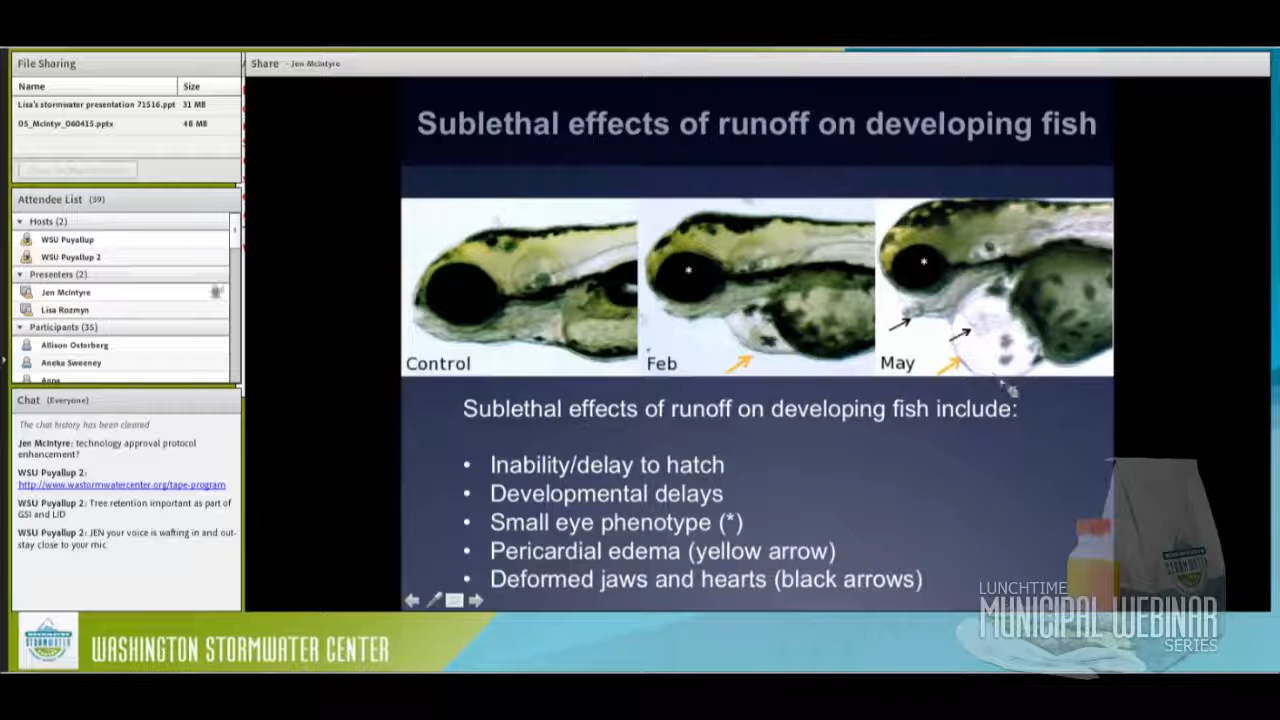 File Sharing
Name Size
Lisa's stormwater presentation 71516.ppt 31 MB
05_McIntyr_060415.pptx 48 MB
Attendee List (39)
Hosts (2)
WSU Puyallup
WSU Puyallup 2
Presenters (2)
Jen McIntyre
Lisa Rozmyn
Participants (35)
Allison Osterberg
Aneka Sweeney
Anna
Chat (Everyone)
The chat history has been cleared
Jen McIntyre: technology approval protocol
enhancement?
WSU Puyallup 2:
http://www.wastormwatercenter.org/tape-program
WSU Puyallup 2: Tree retention important as part of
GSI and LID
WSU Puyallup 2: JEN your voice is wafting in and out-
stay close to your mic
Share - Jen McIntyre
Sublethal effects of runoff on developing fish
Control
* Feb
* May
Sublethal effects of runoff on developing fish include:
• Inability/delay to hatch
• Developmental delays
• Small eye phenotype (*)
• Pericardial edema (yellow arrow)
• Deformed jaws and hearts (black arrows)
WASHINGTON STORMWATER CENTER
LUNCHTIME
MUNICIPAL WEBINAR
SERIES